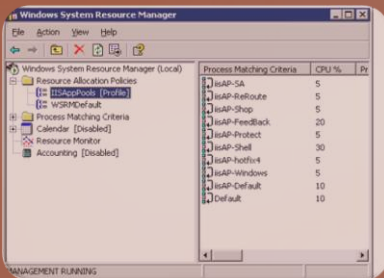 Windows System Resource Manager
File Action View Help
Windows System Resource Manager (Local)
Resource Allocation Policies
IISAppPools [Profile]
WSRMDefault
Process Matching Criteria
Calendar [Disabled]
Resource Monitor
Accounting [Disabled]
Process Matching Criteria CPU % Pr
iisAP-SA 5
iisAP-ReRoute 5
iisAP-Shop 5
iisAP-FeedBack 20
iisAP-Protect 5
iisAP-Shell 30
iisAP-hotfix4 5
iisAP-Windows 5
iisAP-Default 10
Default 10
MANAGEMENT RUNNING